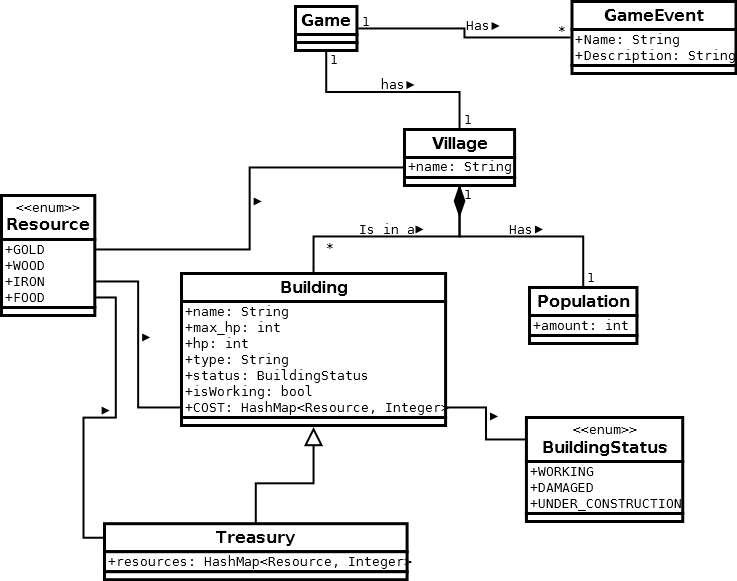 Game
1
Has
*
GameEvent
+Name: String
+Description: String
1
has
1
Village
+name: String
1
Is in a
*
Has
1
<<enum>>
Resource
+GOLD
+WOOD
+IRON
+FOOD
Building
+name: String
+max_hp: int
+hp: int
+type: String
+status: BuildingStatus
+isWorking: bool
+COST: HashMap<Resource, Integer>
Population
+amount: int
<<enum>>
BuildingStatus
+WORKING
+DAMAGED
+UNDER_CONSTRUCTION
Treasury
+resources: HashMap<Resource, Integer>